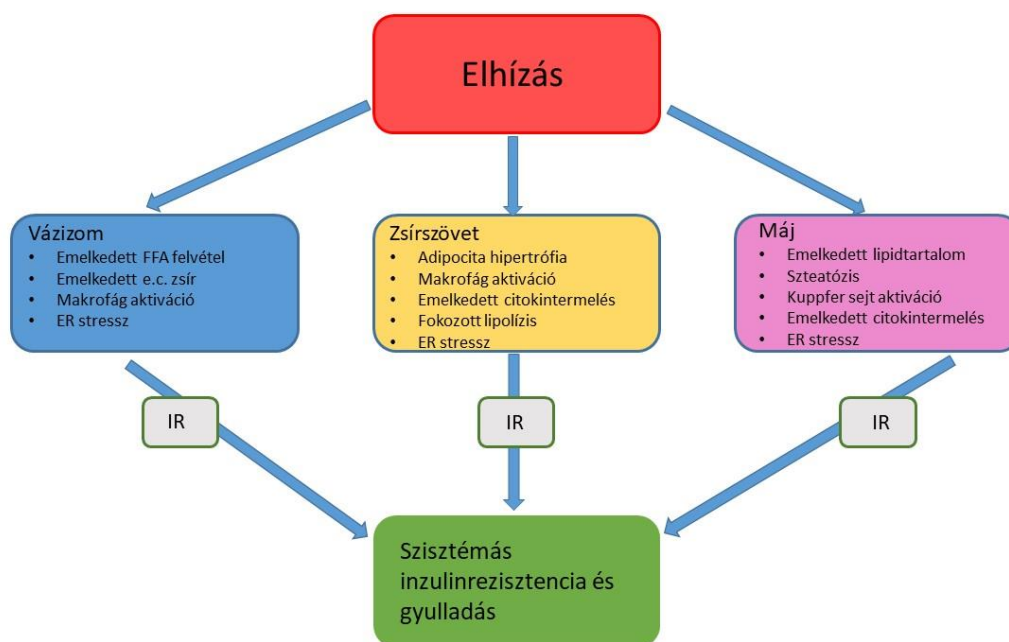 Elhízás
Vázizom
• Emelkedett FFA felvétel
• Emelkedett e.c. zsír
• Makrofág aktiváció
• ER stressz
Zsírszövet
• Adipocita hipertrófia
• Makrofág aktiváció
• Emelkedett citokintermelés
• Fokozott lipolízis
• ER stressz
Máj
• Emelkedett lipidtartalom
• Szteatózis
• Kuppfer sejt aktiváció
• Emelkedett citokintermelés
• ER stressz
IR
IR
IR
Szisztémás
inzulinrezisztencia és
gyulladás